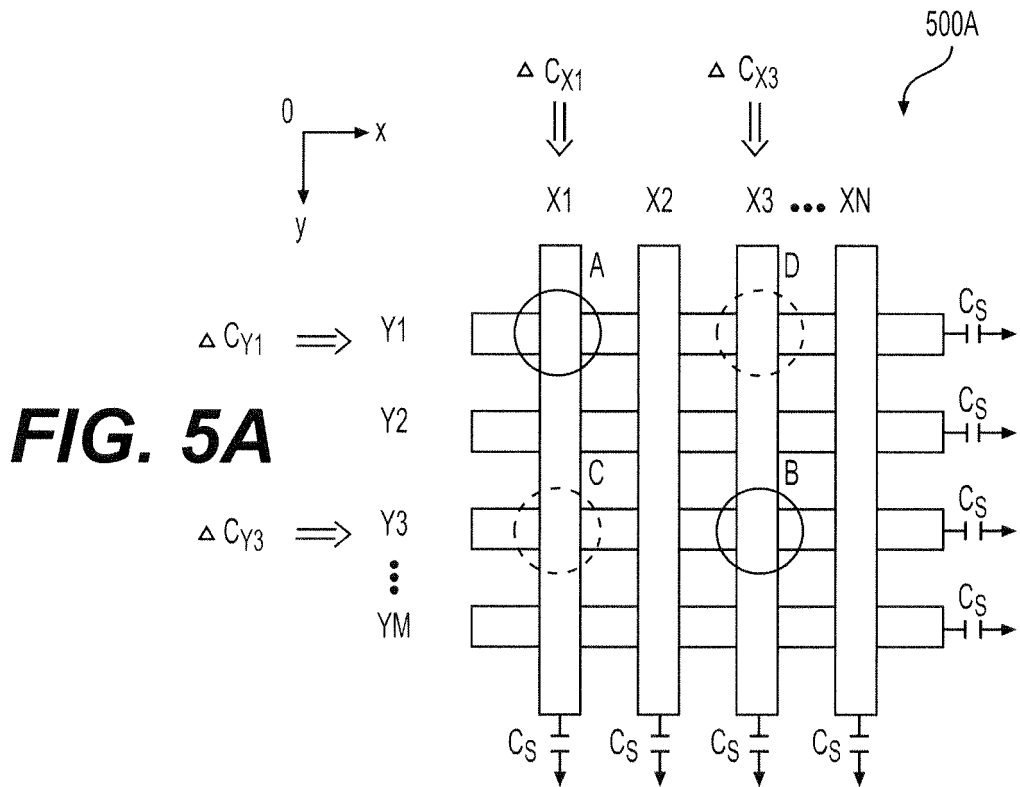 500A
△ CX1 △ CX3
0
x
y
X1 X2 X3 ••• XN
A D
△ CY1 Y1 CS
Y2 CS
FIG. 5A
C B
△ CY3 Y3 CS
YM CS
CS CS CS CS